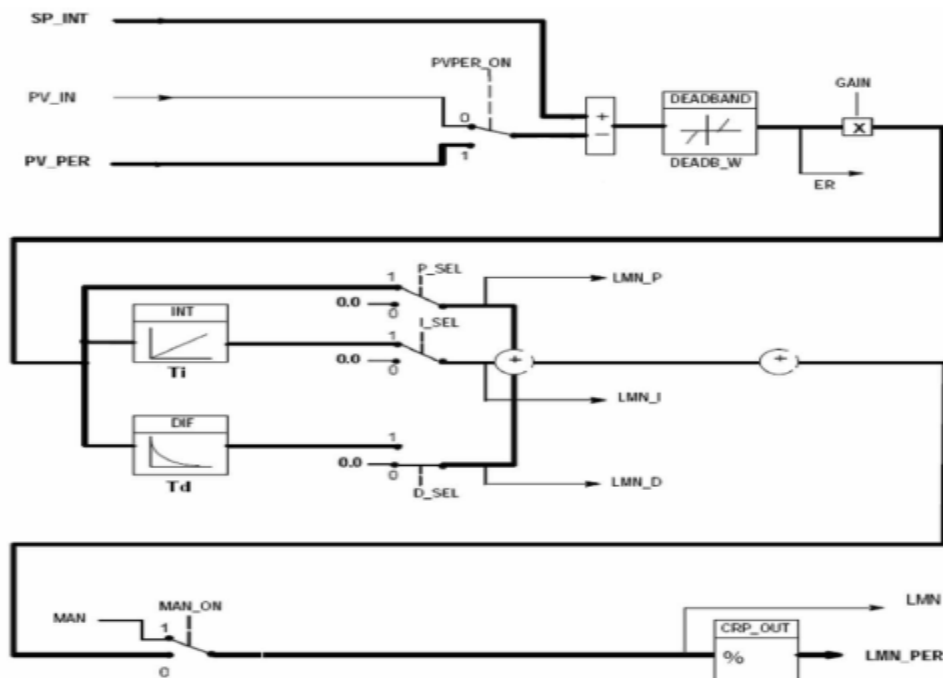 SP_INT
PVPER_ON
GAIN
PV_IN
DEADBAND
0
+
−
X
PV_PER
1
DEADB_W
ER
P_SEL
1
LMN_P
0.0
0
INT
I_SEL
1
+
+
0.0
0
Ti
LMN_I
DIF
1
0.0
0
LMN_D
D_SEL
Td
MAN_ON
LMN
MAN
1
CRP_OUT
%
LMN_PER
0